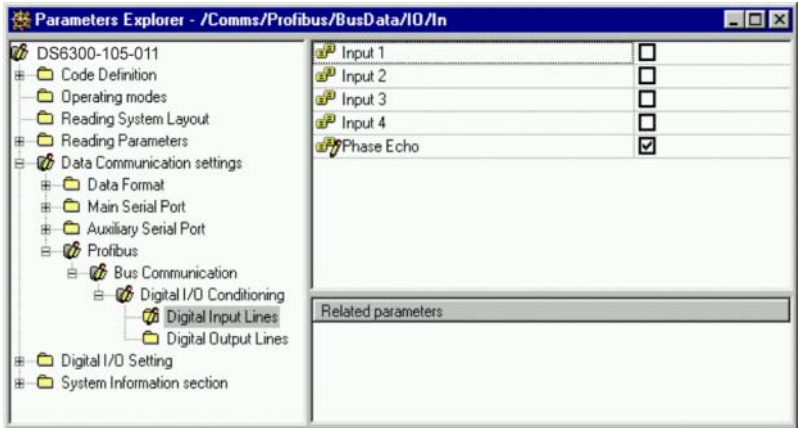 Parameters Explorer - /Comms/Profibus/BusData/IO/In
DS6300-105-011
Code Definition
Operating modes
Reading System Layout
Reading Parameters
Data Communication settings
Data Format
Main Serial Port
Auxiliary Serial Port
Profibus
Bus Communication
Digital I/O Conditioning
Digital Input Lines
Digital Output Lines
Digital I/O Setting
System Information section
Input 1
Input 2
Input 3
Input 4
Phase Echo
Related parameters